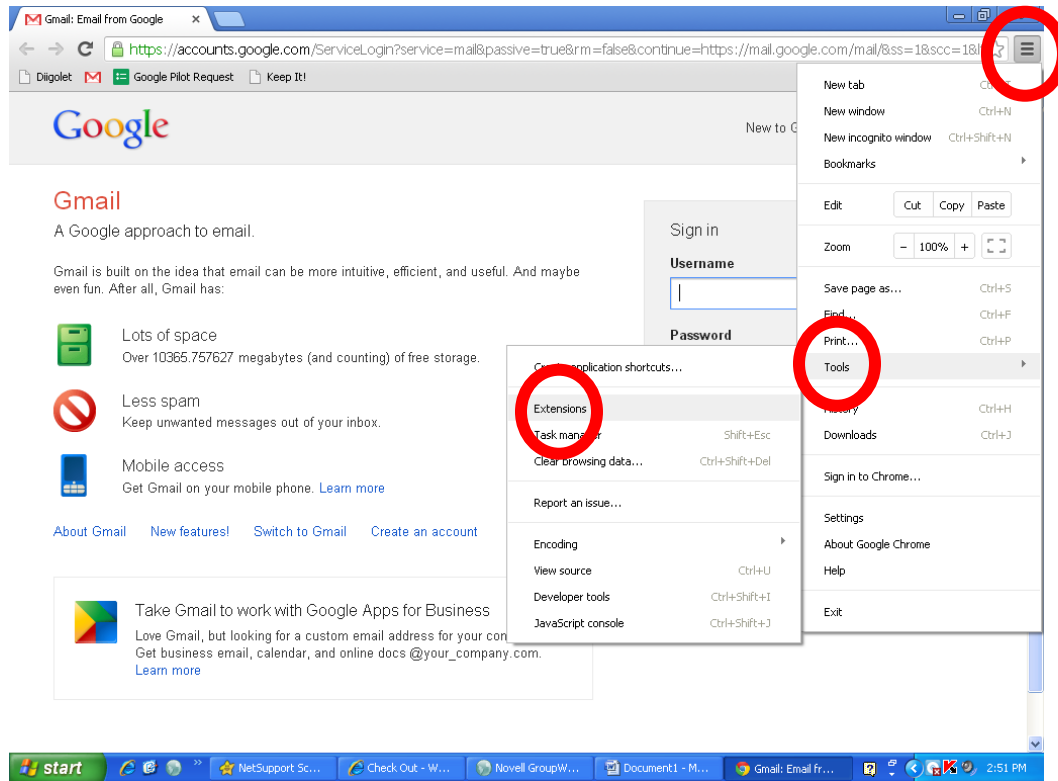 Gmail: Email from Google
https://accounts.google.com/ServiceLogin?service=mail&passive=true&rm=false&continue=https://mail.google.com/mail/&ss=1&scc=1&l
Diigolet
Google Pilot Request
Keep It!
Google
New to G
Gmail
A Google approach to email.
Gmail is built on the idea that email can be more intuitive, efficient, and useful. And maybe
even fun. After all, Gmail has:
Lots of space
Over 10365.757627 megabytes (and counting) of free storage.
Less spam
Keep unwanted messages out of your inbox.
Mobile access
Get Gmail on your mobile phone. Learn more
About Gmail New features! Switch to Gmail Create an account
Take Gmail to work with Google Apps for Business
Love Gmail, but looking for a custom email address for your com
Get business email, calendar, and online docs @your_company.com.
Learn more
Sign in
Username
Password
New tab
New window Ctrl+N
New incognito window Ctrl+Shift+N
Bookmarks
Edit Cut Copy Paste
Zoom - 100% +
Save page as... Ctrl+S
Find... Ctrl+F
Print... Ctrl+P
Tools
History Ctrl+H
Downloads Ctrl+J
Sign in to Chrome...
Settings
About Google Chrome
Help
Exit
Create application shortcuts...
Extensions
Task manager Shift+Esc
Clear browsing data... Ctrl+Shift+Del
Report an issue...
Encoding
View source Ctrl+U
Developer tools Ctrl+Shift+I
JavaScript console Ctrl+Shift+J
start
NetSupport Sc...
Check Out - W...
Novell GroupW...
Document1 - M...
Gmail: Email fr...
2:51 PM